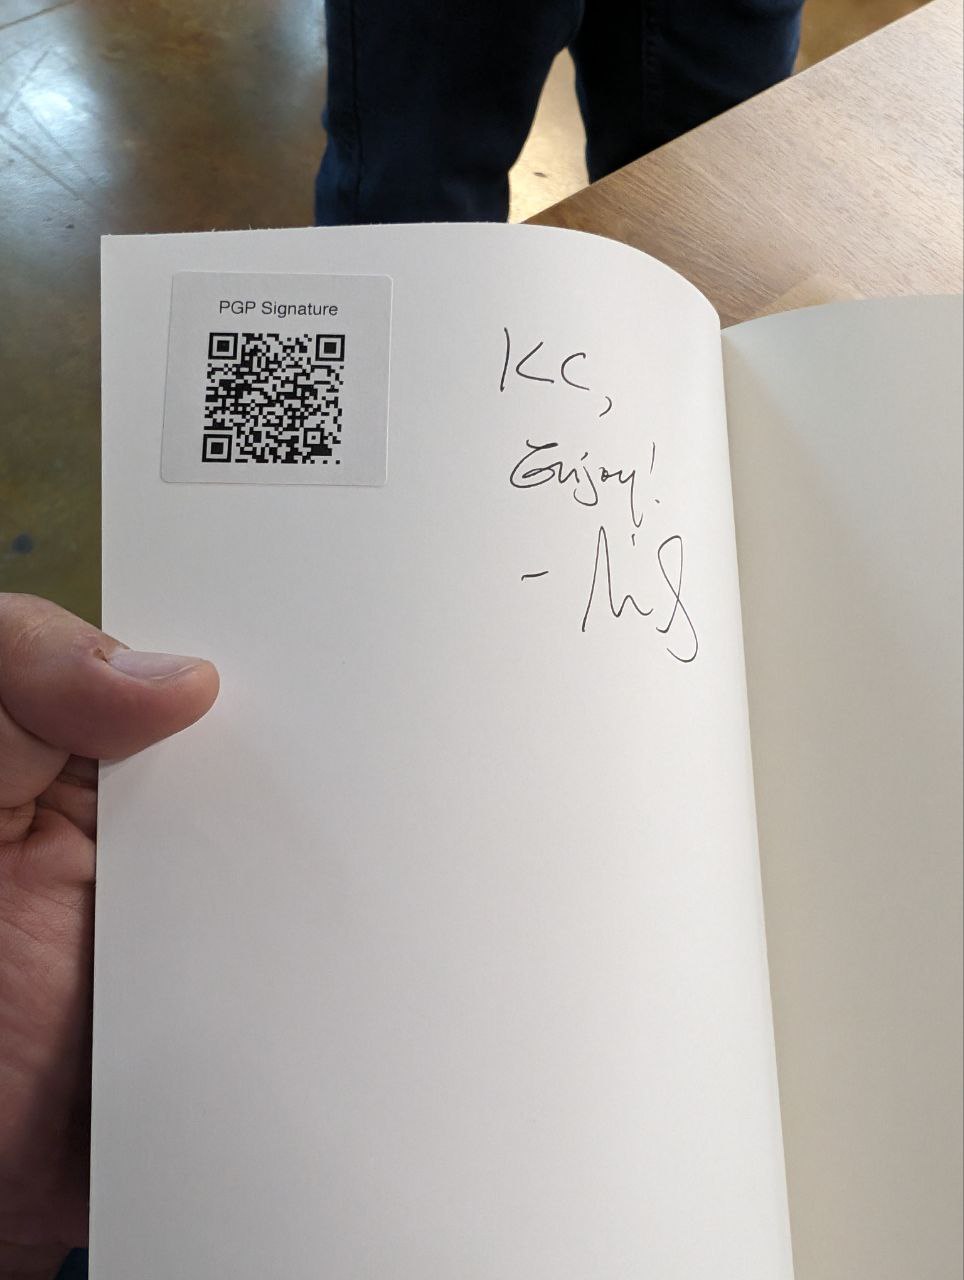 PGP Signature
KC,
Enjoy!